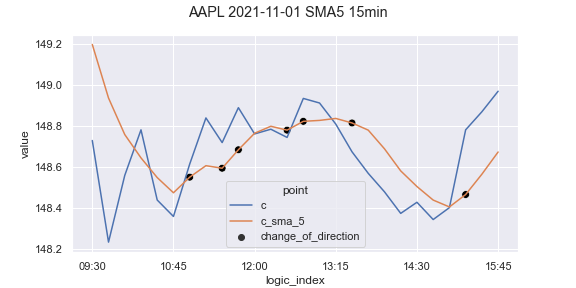 AAPL 2021-11-01 SMA5 15min
149.2
149.0
148.8
148.6
148.4
148.2
value
point
c
c_sma_5
change_of_direction
09:30 10:45 12:00 13:15 14:30 15:45
logic_index